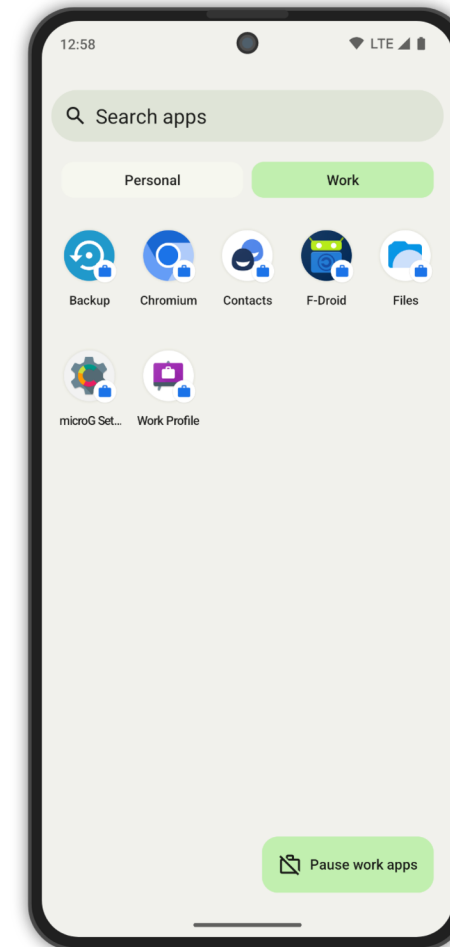 12:58 LTE
Search apps
Personal Work
Backup Chromium Contacts F-Droid Files
microG Set... Work Profile
Pause work apps